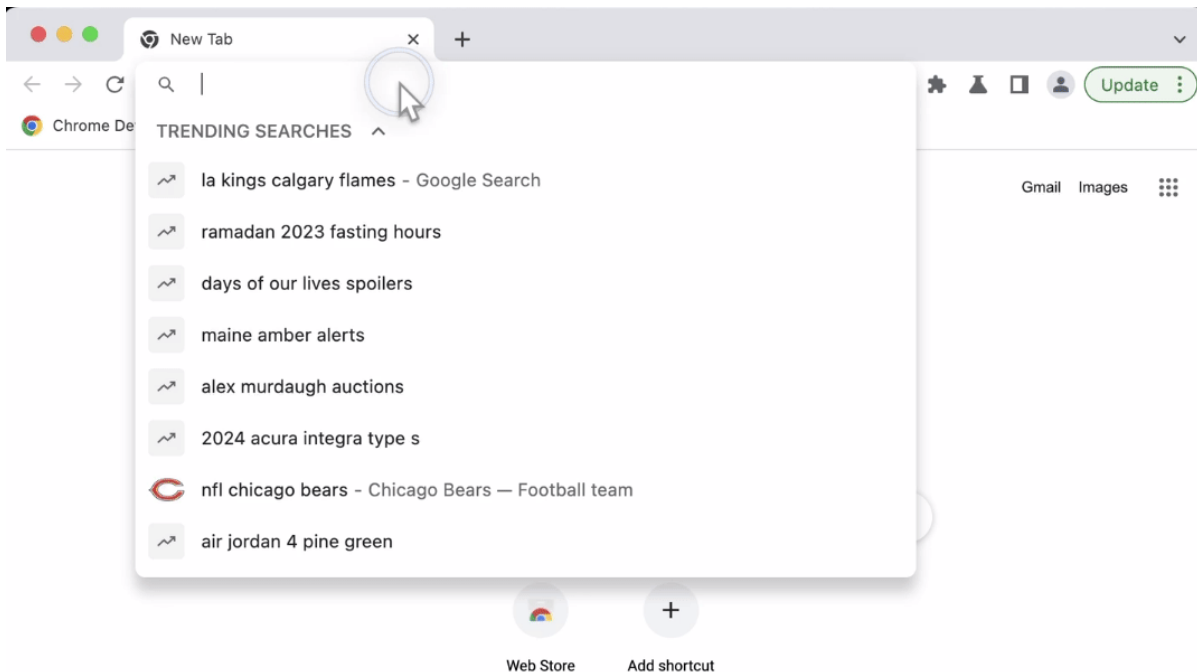 New Tab
Update
Chrome De
TRENDING SEARCHES
la kings calgary flames - Google Search
Gmail Images
ramadan 2023 fasting hours
days of our lives spoilers
maine amber alerts
alex murdaugh auctions
2024 acura integra type s
nfl chicago bears - Chicago Bears — Football team
air jordan 4 pine green
Web Store Add shortcut